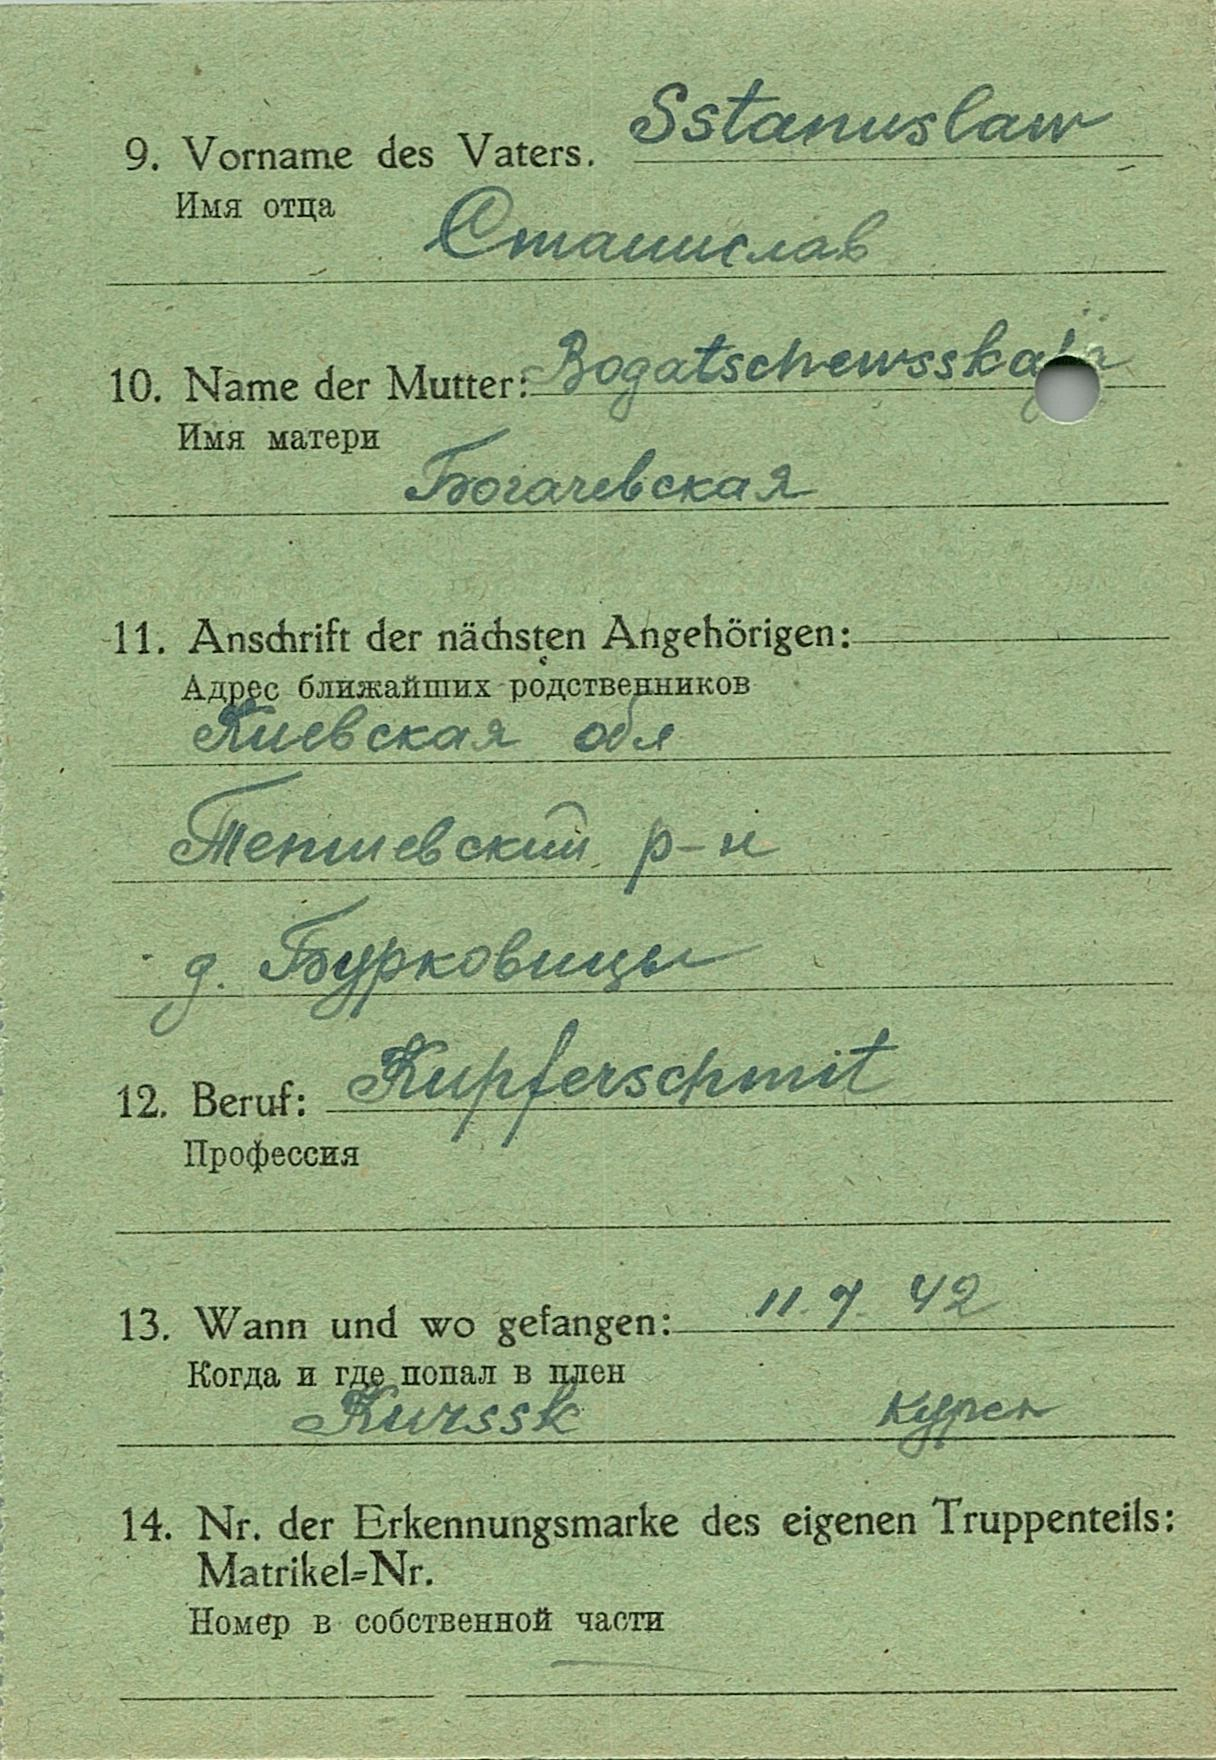 9. Vorname des Vaters. Sstanuslaw
Имя отца
Станислав
10. Name der Mutter: Bogatschewsskaja
Имя матери
Богачевская
11. Anschrift der nächsten Angehörigen:
Адрес ближайших родственников
Киевская обл
Тепиевский р-н
д. Бурковицы
12. Beruf: Kupferschmit
Профессия
13. Wann und wo gefangen: 11. 7. 42
Когда и где попал в плен
Kurssk Курск
14. Nr. der Erkennungsmarke des eigenen Truppenteils:
Matrikel=Nr.
Номер в собственной части